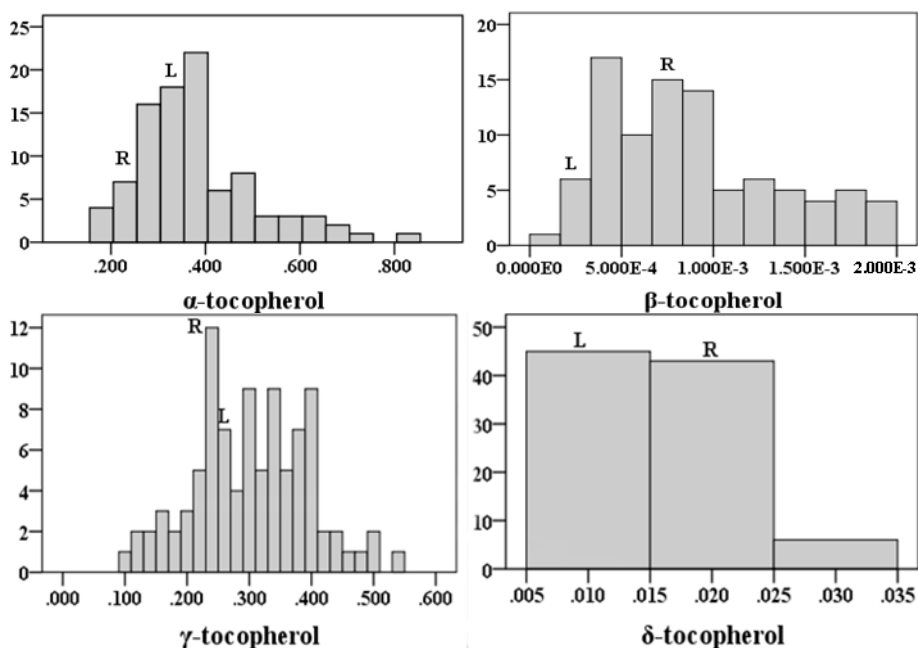 25
20
15
10
5
0
L
R
.200 .400 .600 .800
α-tocopherol
20
15
10
5
0
R
L
0.000E0 5.000E-4 1.000E-3 1.500E-3 2.000E-3
β-tocopherol
12
10
8
6
4
2
0
R
L
.000 .100 .200 .300 .400 .500 .600
γ-tocopherol
50
40
30
20
10
0
L
R
.005 .010 .015 .020 .025 .030 .035
δ-tocopherol